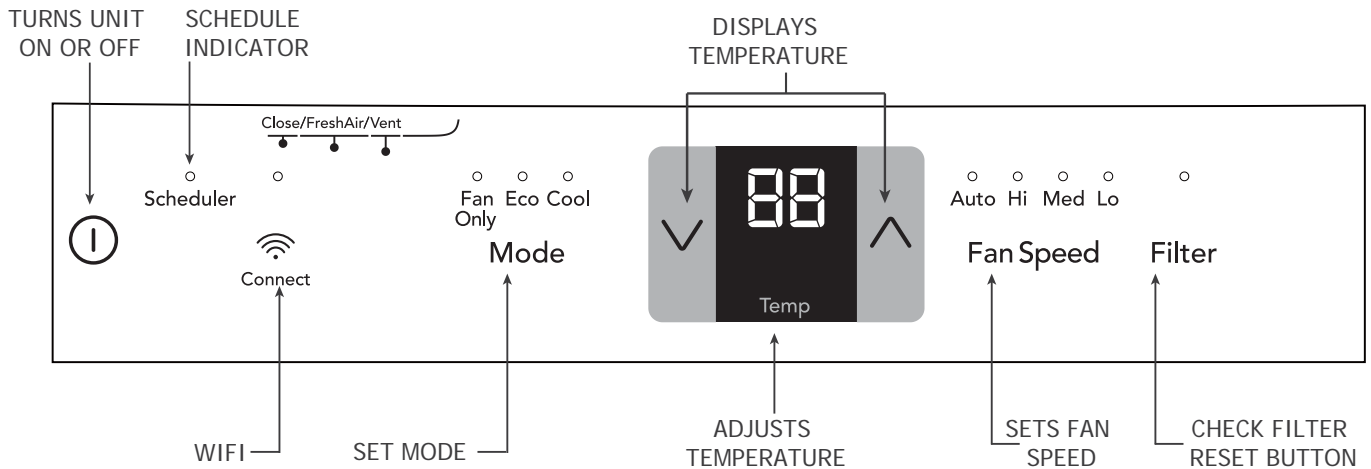 TURNS UNIT
ON OR OFF
SCHEDULE
INDICATOR
DISPLAYS
TEMPERATURE
Close/FreshAir/Vent
Scheduler
Connect
Fan Only
Eco
Cool
Mode
88
Temp
Auto Hi Med Lo
Fan Speed
Filter
WIFI
SET MODE
ADJUSTS
TEMPERATURE
SETS FAN
SPEED
CHECK FILTER
RESET BUTTON